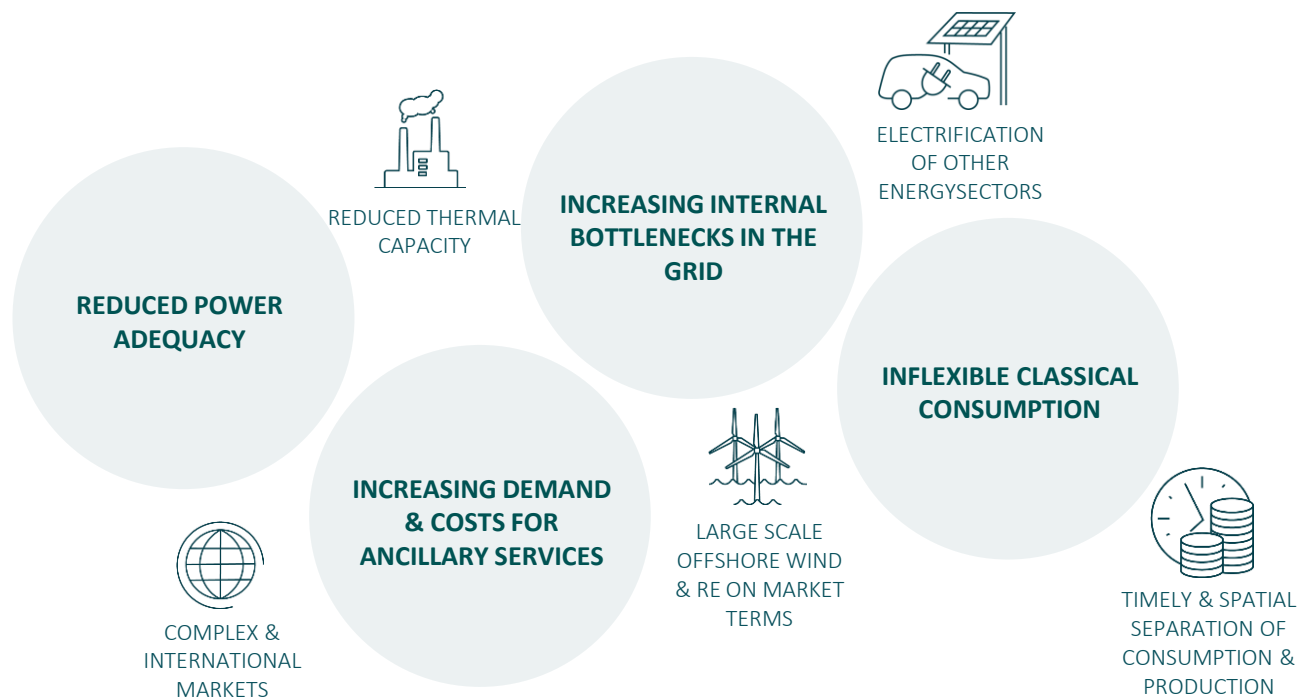 REDUCED POWER
ADEQUACY
REDUCED THERMAL
CAPACITY
INCREASING INTERNAL
BOTTLENECKS IN THE
GRID
ELECTRIFICATION
OF OTHER
ENERGYSECTORS
INFLEXIBLE CLASSICAL
CONSUMPTION
INCREASING DEMAND
& COSTS FOR
ANCILLARY SERVICES
COMPLEX &
INTERNATIONAL
MARKETS
LARGE SCALE
OFFSHORE WIND
& RE ON MARKET
TERMS
TIMELY & SPATIAL
SEPARATION OF
CONSUMPTION &
PRODUCTION